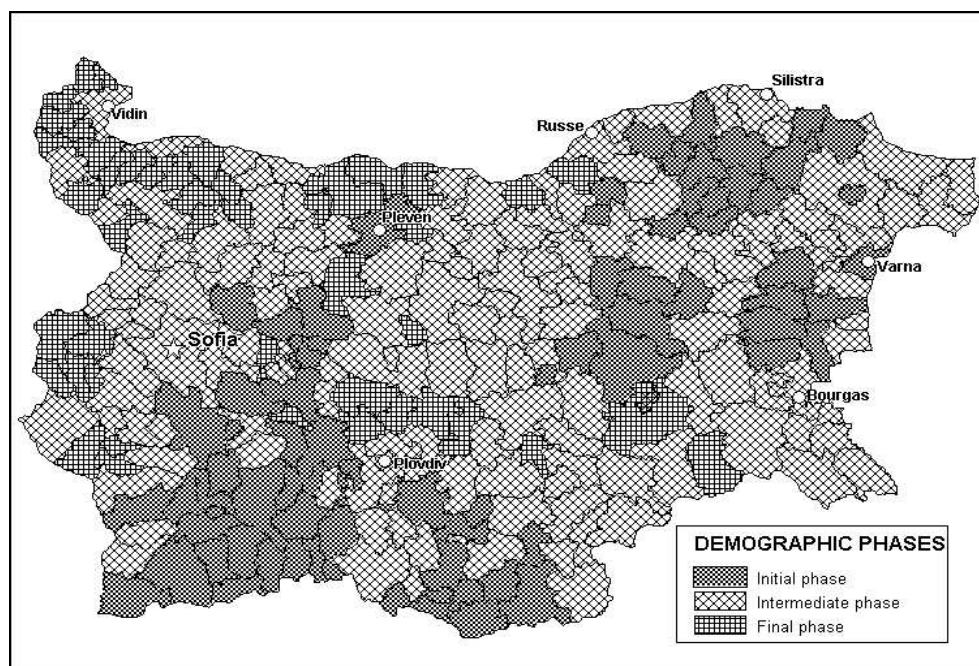 Silistra
Vidin
Russe
Pleven
Varna
Sofia
Bourgas
Plovdiv
DEMOGRAPHIC PHASES
Initial phase
Intermediate phase
Final phase